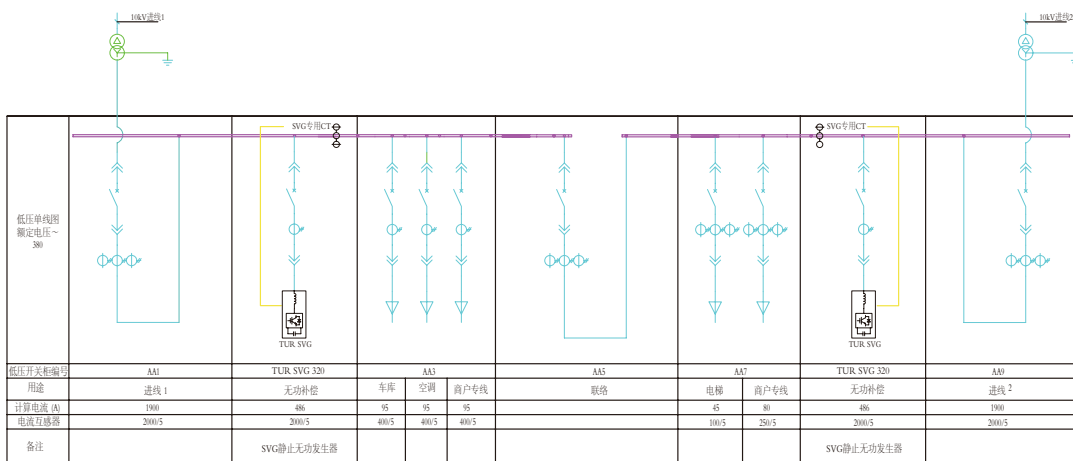 10kV进线1
10kV进线2
SVG专用CT
SVG专用CT
低压单线图
额定电压～
380
TUR SVG
TUR SVG
低压开关柜编号
AA1
TUR SVG 320
AA3
AA5
AA7
TUR SVG 320
AA9
用途
进线 1
无功补偿
车库
空调
商户专线
联络
电梯
商户专线
无功补偿
进线 2
计算电流 (A)
1900
486
95
95
95
45
80
486
1900
电流互感器
2000/5
2000/5
400/5
400/5
400/5
100/5
250/5
2000/5
2000/5
备注
SVG静止无功发生器
SVG静止无功发生器